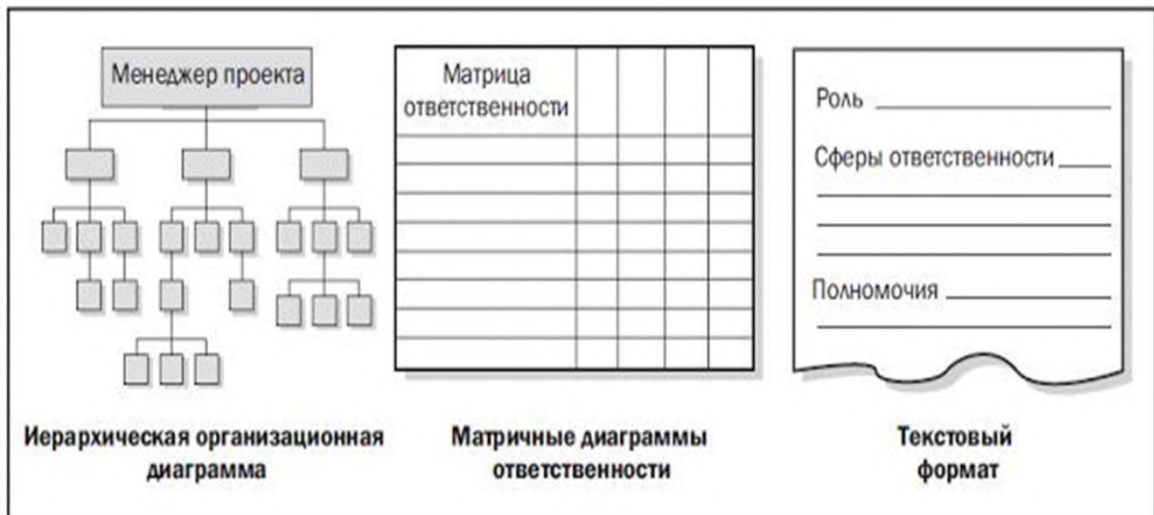 Менеджер проекта
Матрица
ответственности
Роль
Сферы ответственности
Полномочия
Иерархическая организационная
диаграмма
Матричные диаграммы
ответственности
Текстовый
формат